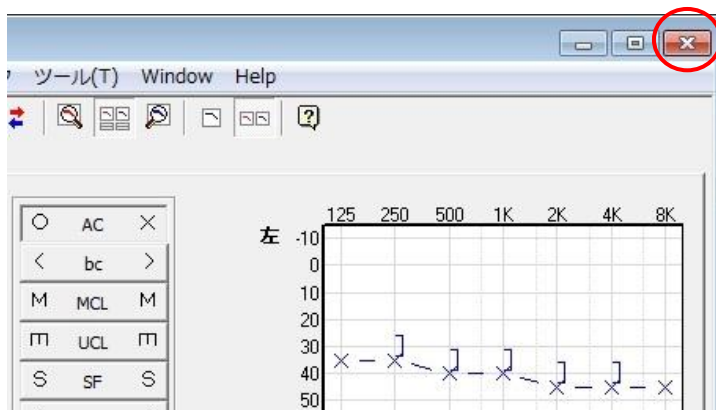 ツール(T) Window Help
AC
bc
M MCL M
UCL
S SF S
125 250 500 1K 2K 4K 8K
左
-10
0
10
20
30
40
50